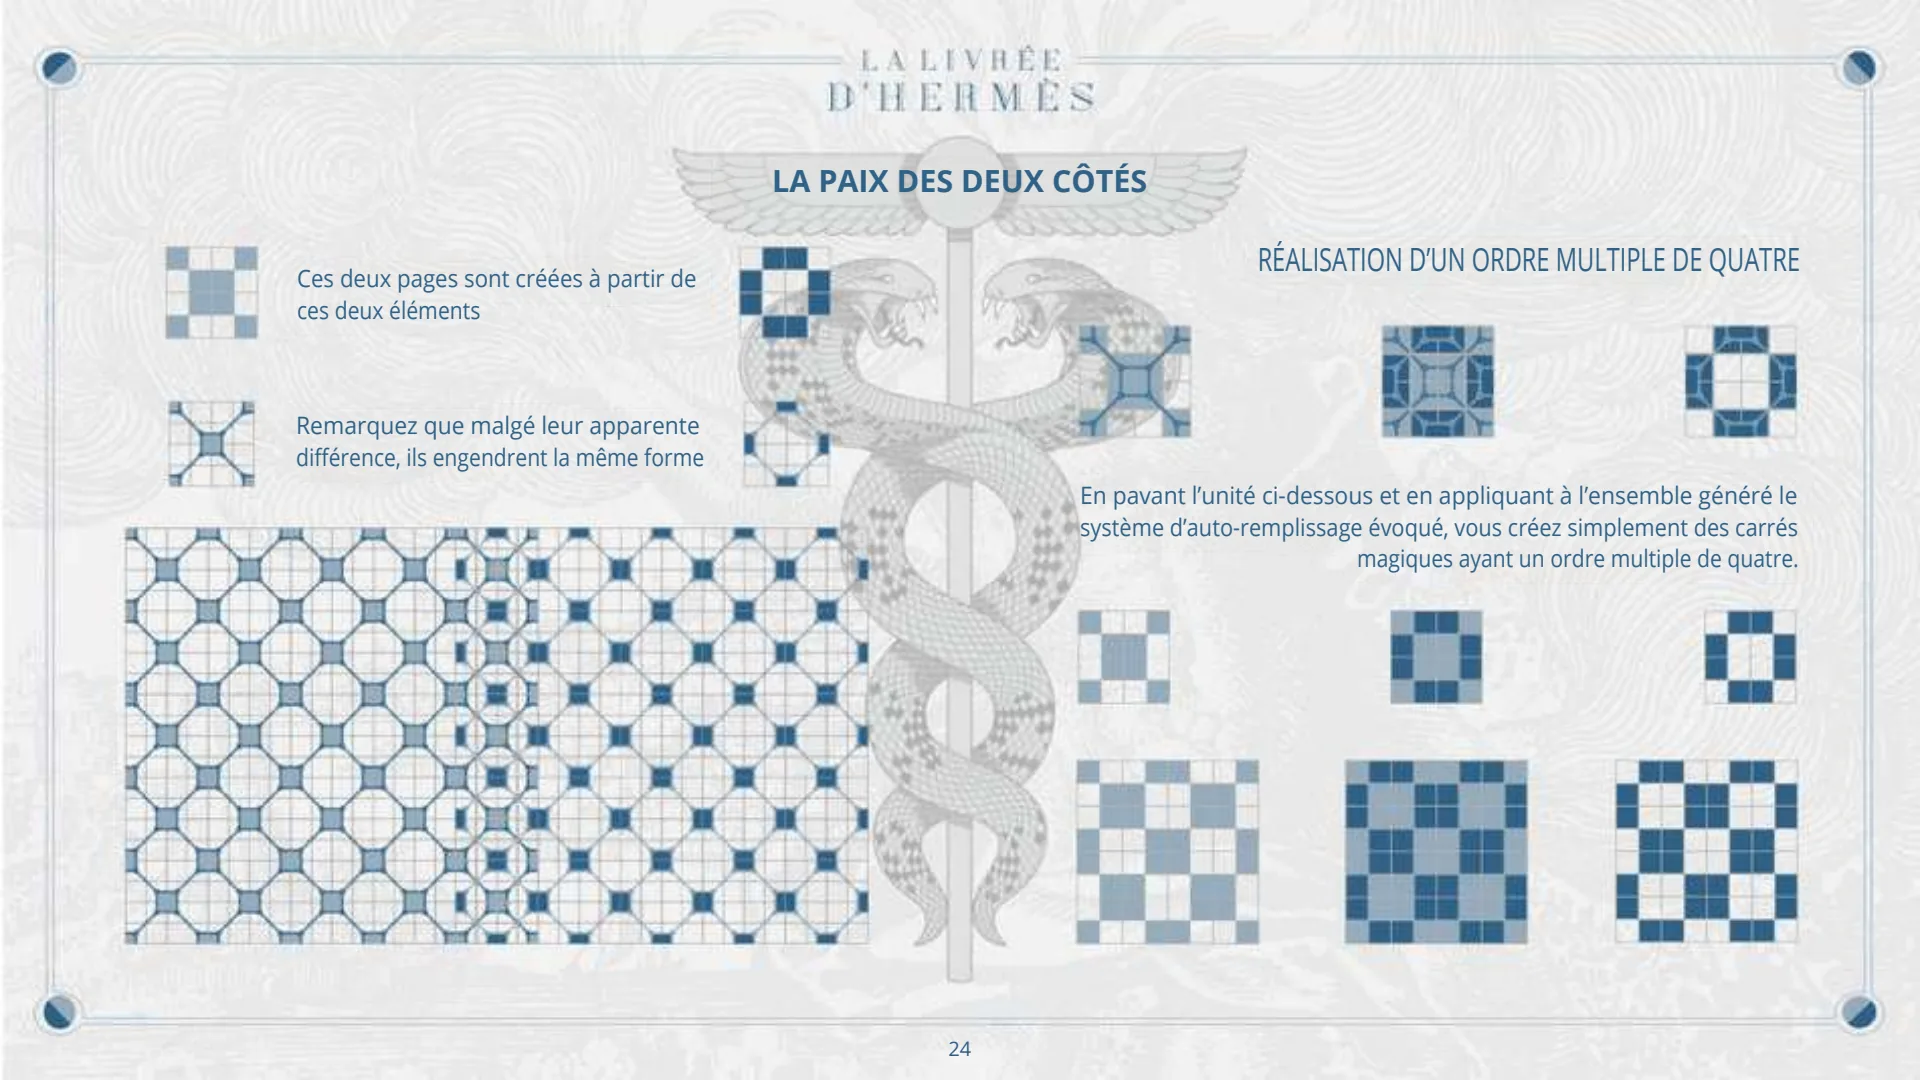 LA LIVRÉE
D'HERMÈS
LA PAIX DES DEUX CÔTÉS
Ces deux pages sont créées à partir de
ces deux éléments
Remarquez que malgé leur apparente
différence, ils engendrent la même forme
RÉALISATION D’UN ORDRE MULTIPLE DE QUATRE
En pavant l’unité ci-dessous et en appliquant à l’ensemble généré le
système d’auto-remplissage évoqué, vous créez simplement des carrés
magiques ayant un ordre multiple de quatre.
24